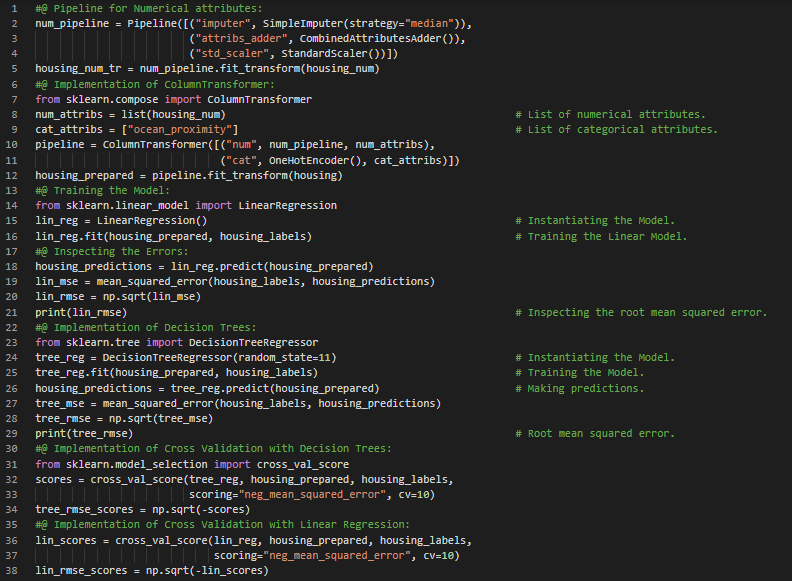 1 #@ Pipeline for Numerical attributes:
2 num_pipeline = Pipeline([("imputer", SimpleImputer(strategy="median")),
3 ("attribs_adder", CombinedAttributesAdder()),
4 ("std_scaler", StandardScaler())])
5 housing_num_tr = num_pipeline.fit_transform(housing_num)
6 #@ Implementation of ColumnTransformer:
7 from sklearn.compose import ColumnTransformer
8 num_attribs = list(housing_num) # List of numerical attributes.
9 cat_attribs = ["ocean_proximity"] # List of categorical attributes.
10 pipeline = ColumnTransformer([("num", num_pipeline, num_attribs),
11 ("cat", OneHotEncoder(), cat_attribs)])
12 housing_prepared = pipeline.fit_transform(housing)
13 #@ Training the Model:
14 from sklearn.linear_model import LinearRegression
15 lin_reg = LinearRegression() # Instantiating the Model.
16 lin_reg.fit(housing_prepared, housing_labels) # Training the Linear Model.
17 #@ Inspecting the Errors:
18 housing_predictions = lin_reg.predict(housing_prepared)
19 lin_mse = mean_squared_error(housing_labels, housing_predictions)
20 lin_rmse = np.sqrt(lin_mse)
21 print(lin_rmse) # Inspecting the root mean squared error.
22 #@ Implementation of Decision Trees:
23 from sklearn.tree import DecisionTreeRegressor
24 tree_reg = DecisionTreeRegressor(random_state=11) # Instantiating the Model.
25 tree_reg.fit(housing_prepared, housing_labels) # Training the Model.
26 housing_predictions = tree_reg.predict(housing_prepared) # Making predictions.
27 tree_mse = mean_squared_error(housing_labels, housing_predictions)
28 tree_rmse = np.sqrt(tree_mse)
29 print(tree_rmse) # Root mean squared error.
30 #@ Implementation of Cross Validation with Decision Trees:
31 from sklearn.model_selection import cross_val_score
32 scores = cross_val_score(tree_reg, housing_prepared, housing_labels,
33 scoring="neg_mean_squared_error", cv=10)
34 tree_rmse_scores = np.sqrt(-scores)
35 #@ Implementation of Cross Validation with Linear Regression:
36 lin_scores = cross_val_score(lin_reg, housing_prepared, housing_labels,
37 scoring="neg_mean_squared_error", cv=10)
38 lin_rmse_scores = np.sqrt(-lin_scores)